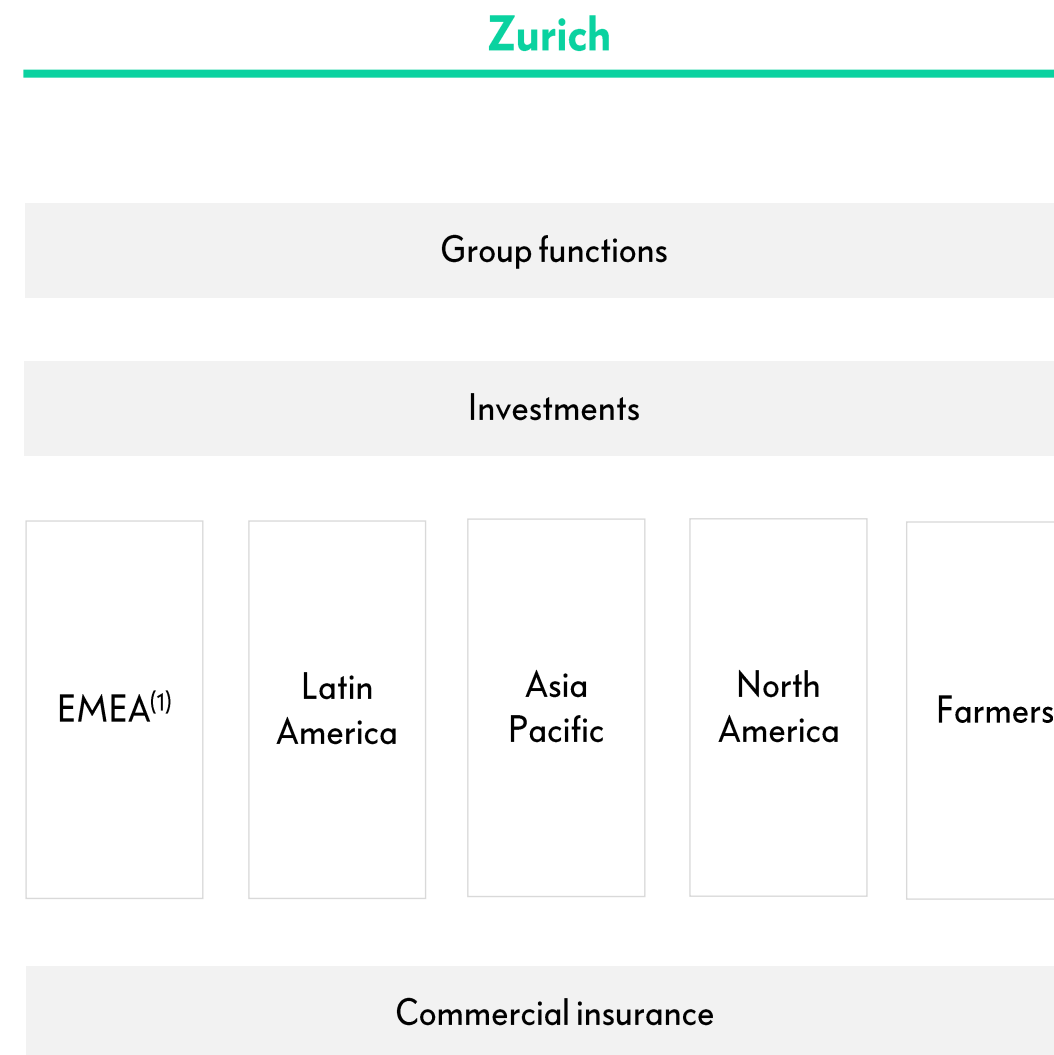 Zurich
Group functions
Investments
EMEA(1)
Latin
America
Asia
Pacific
North
America
Farmers
Commercial insurance